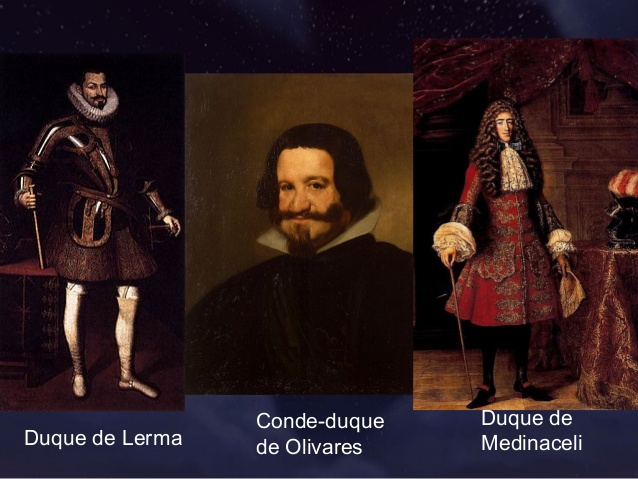 Duque de Lerma
Conde-duque
de Olivares
Duque de
Medinaceli